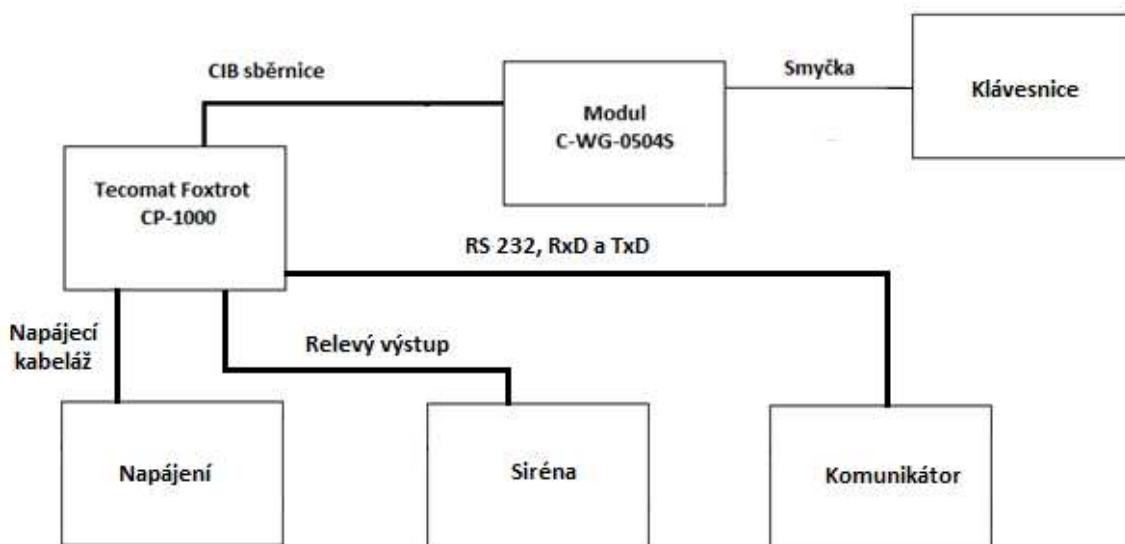 CIB sběrnice
Smyčka
Klávesnice
Modul
C-WG-0504S
Tecomat Foxtrot
CP-1000
RS 232, RxD a TxD
Napájecí
kabeláž
Relevý výstup
Napájení
Siréna
Komunikátor